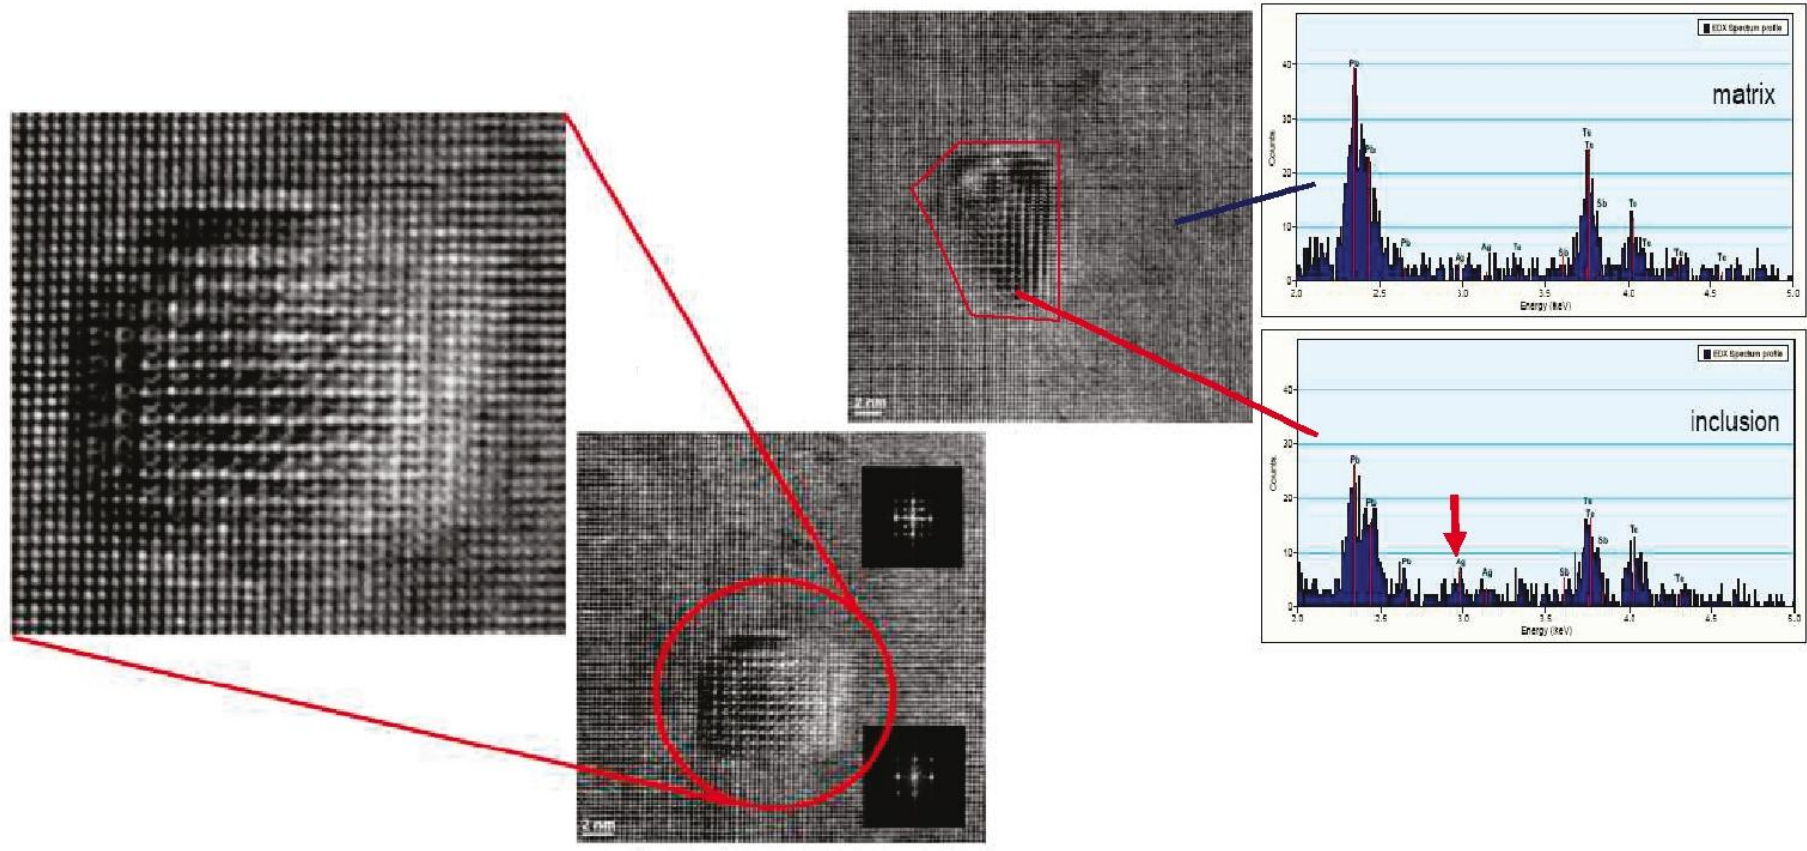 EDX Spectrum profile
matrix
Counts
40
30
20
10
0
Pb
Pb
Pb
Ag
Ag
Te
Sb
Te
Te
Sb
Te
Te
Te
Te
2.0 2.5 3.0 3.5 4.0 4.5 5.0
Energy (KeV)
2 nm
EDX Spectrum profile
inclusion
Counts
40
30
20
10
0
Pb
Pb
Pb
Ag
Ag
Sb
Te
Te
Sb
Te
Te
2.0 2.5 3.0 3.5 4.0 4.5 5.0
Energy (KeV)
2 nm